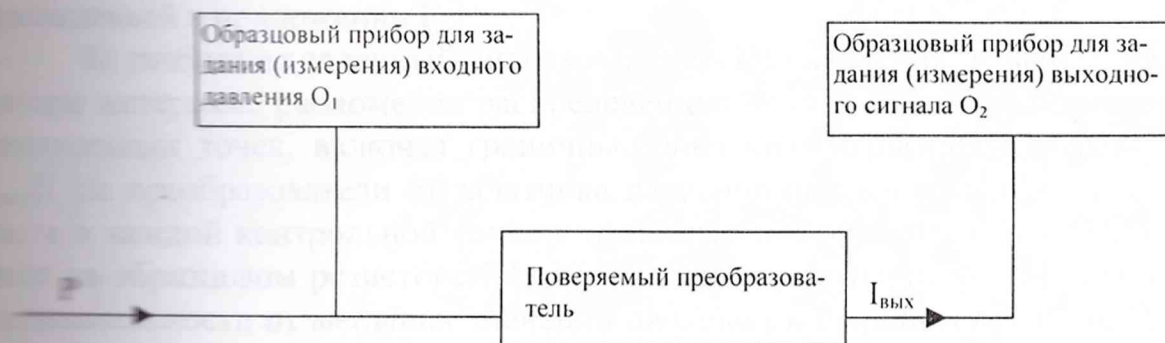 Образцовый прибор для за-
дания (измерения) входного
давления О₁
Образцовый прибор для за-
дания (измерения) выходно-
го сигнала О₂
Поверяемый преобразова-
тель
Iвых